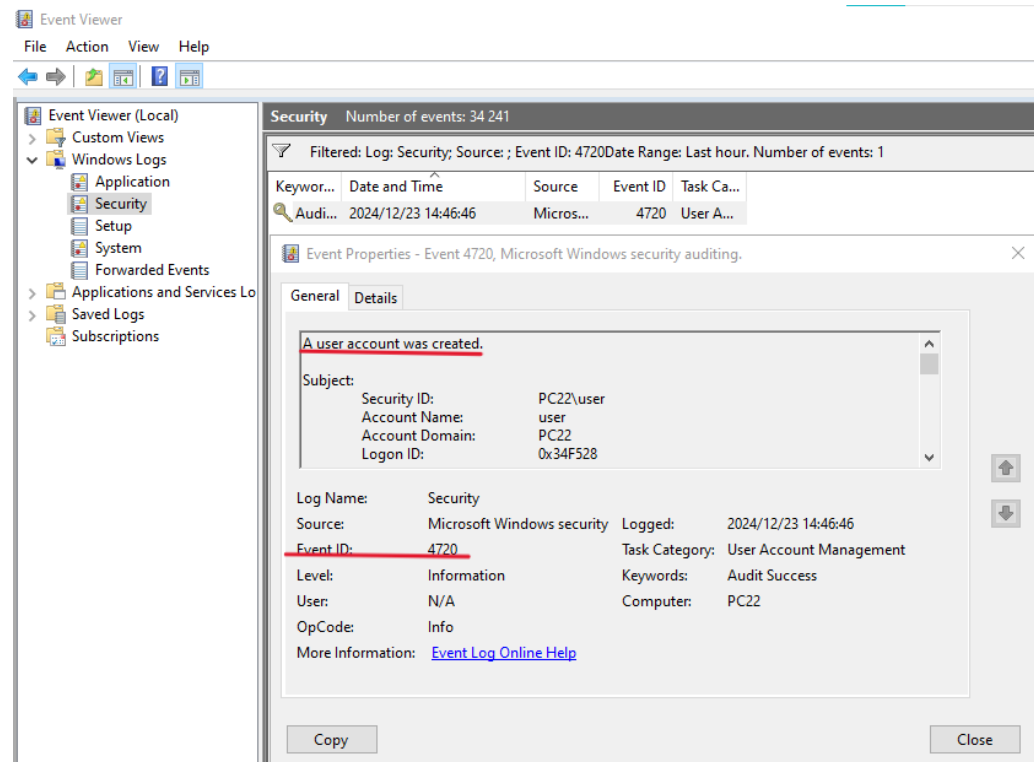 Event Viewer
File Action View Help
Event Viewer (Local)
Custom Views
Windows Logs
Application
Security
Setup
System
Forwarded Events
Applications and Services Lo
Saved Logs
Subscriptions
Security Number of events: 34 241
Filtered: Log: Security; Source: ; Event ID: 4720Date Range: Last hour. Number of events: 1
Keywor... Date and Time Source Event ID Task Ca...
Audi... 2024/12/23 14:46:46 Micros... 4720 User A...
Event Properties - Event 4720, Microsoft Windows security auditing.
General Details
A user account was created.
Subject:
Security ID: PC22\user
Account Name: user
Account Domain: PC22
Logon ID: 0x34F528
Log Name: Security
Source: Microsoft Windows security Logged: 2024/12/23 14:46:46
Event ID: 4720 Task Category: User Account Management
Level: Information Keywords: Audit Success
User: N/A Computer: PC22
OpCode: Info
More Information: Event Log Online Help
Copy Close